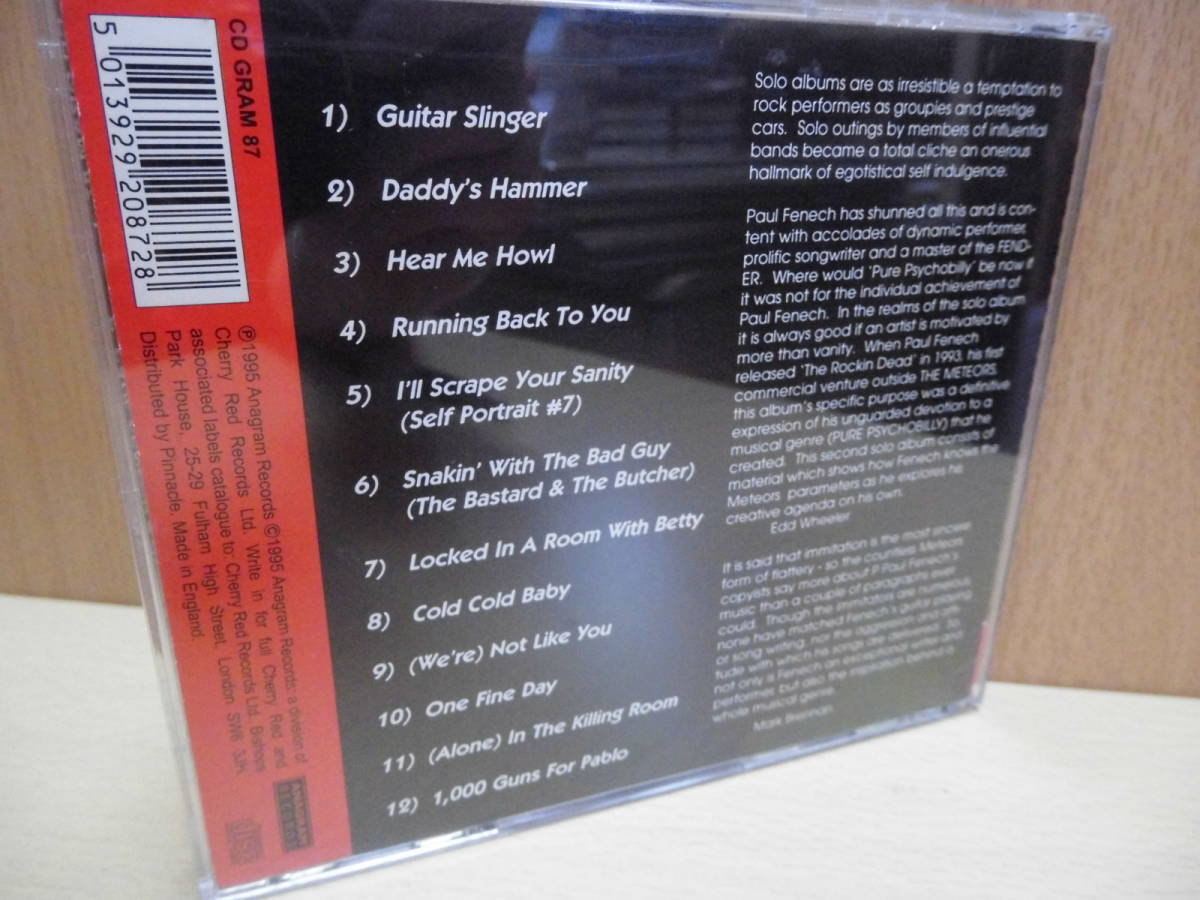 CD GRAM 87
5 013929 208728
℗1995 Anagram Records ©1995 Anagram Records: a division of
Cherry Red Records Ltd. Write in for full Cherry Red and
associated labels catalogue to: Cherry Red Records Ltd. Bishops
Park House, 25-29 Fulham High Street, London SW6 3JH.
Distributed by Pinnacle. Made in England.
ANAGRAM
RECORDS
1) Guitar Slinger
2) Daddy's Hammer
3) Hear Me Howl
4) Running Back To You
5) I'll Scrape Your Sanity
(Self Portrait #7)
6) Snakin' With The Bad Guy
(The Bastard & The Butcher)
7) Locked In A Room With Betty
8) Cold Cold Baby
9) (We're) Not Like You
10) One Fine Day
11) (Alone) In The Killing Room
12) 1,000 Guns For Pablo
Solo albums are as irresistible a temptation to
rock performers as groupies and prestige
cars. Solo outings by members of influential
bands became a total cliche an onerous
hallmark of egotistical self indulgence.
Paul Fenech has shunned all this and is con-
tent with accolades of dynamic performer,
prolific songwriter and a master of the FEND-
ER. Where would 'Pure Psychobilly' be now if
it was not for the individual achievement of
Paul Fenech. In the realms of the solo album
it is always good if an artist is motivated by
more than vanity. When Paul Fenech
released 'The Rockin Dead' in 1993, his first
commercial venture outside THE METEORS,
this album's specific purpose was a definitive
expression of his unguarded devotion to a
musical genre (PURE PSYCHOBILLY) that he
created. This second solo album consists of
material which shows how Fenech knows the
Meteors parameters as he explores his
creative agenda on his own.
Edd Wheeler
It is said that immitation is the most sincere
form of flattery - so the countless Meteors
copyists say more about P. Paul Fenech's
music than a couple of paragraphs ever
could. Though the immitators are numerous,
none have matched Fenech's guitar playing
or song writing, nor the aggression and atti-
tude with which his songs are delivered. So,
not only is Fenech an exceptional writer and
performer, but also the inspiration behind a
whole musical genre.
Mark Brennan.